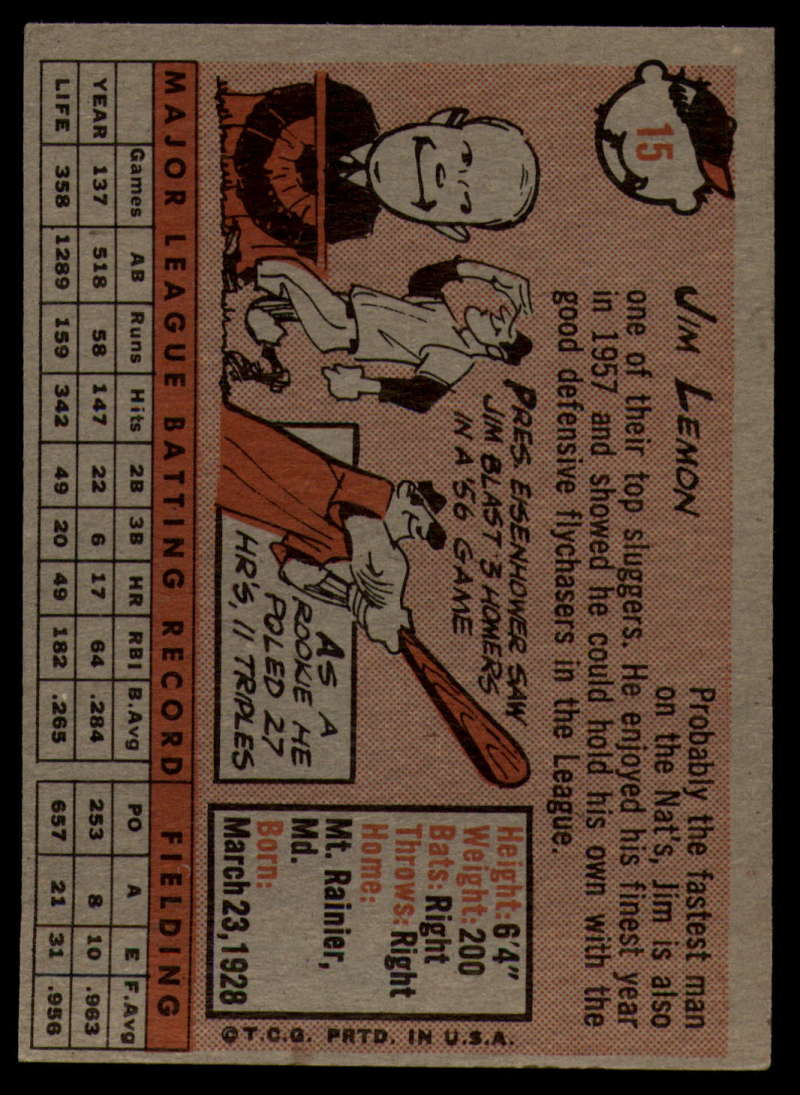 15
JIM LEMON
Probably the fastest man
on the Nat's, Jim is also
one of their top sluggers. He enjoyed his finest year
in 1957 and showed he could hold his own with the
good defensive flychasers in the League.
PRES. EISENHOWER SAW
JIM BLAST 3 HOMERS
IN A '56 GAME
AS A
ROOKIE HE
POLED 27
HR'S, 11 TRIPLES
Height: 6'4"
Weight: 200
Bats: Right
Throws: Right
Home:
Mt. Rainier,
Md.
Born:
March 23, 1928
© T.C.G. PRTD. IN U.S.A.
MAJOR LEAGUE BATTING RECORD FIELDING
Games AB Runs Hits 2B 3B HR RBI B.Avg PO A E F.Avg
YEAR 137 518 58 147 22 6 17 64 .284 253 8 10 .963
LIFE 358 1289 159 342 49 20 49 182 .265 657 21 31 .956